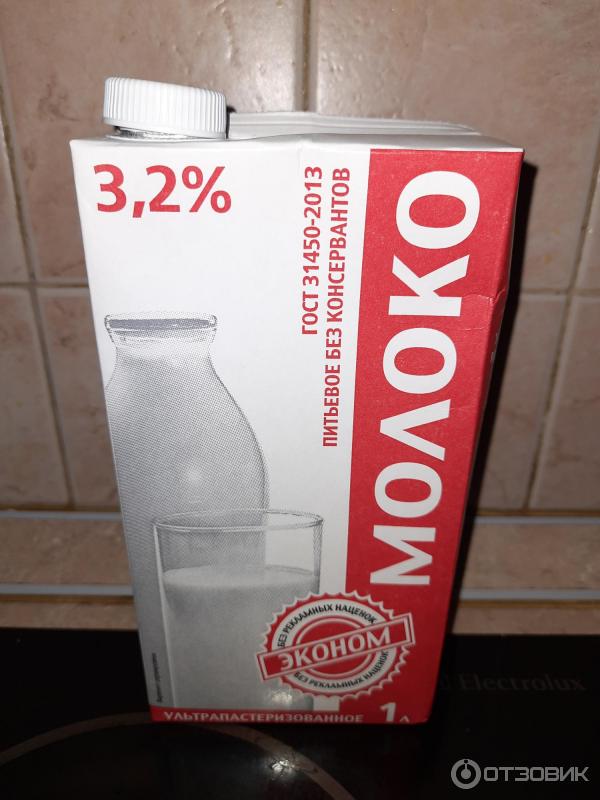 3,2%
ГОСТ 31450-2013
ПИТЬЕВОЕ БЕЗ КОНСЕРВАНТОВ
МОЛОКО
БЕЗ РЕКЛАМНЫХ НАЦЕНОК
ЭКОНОМ
БЕЗ РЕКЛАМНЫХ НАЦЕНОК
УЛЬТРАПАСТЕРИЗОВАННОЕ
1 л
Electrolux
ОТЗОВИК